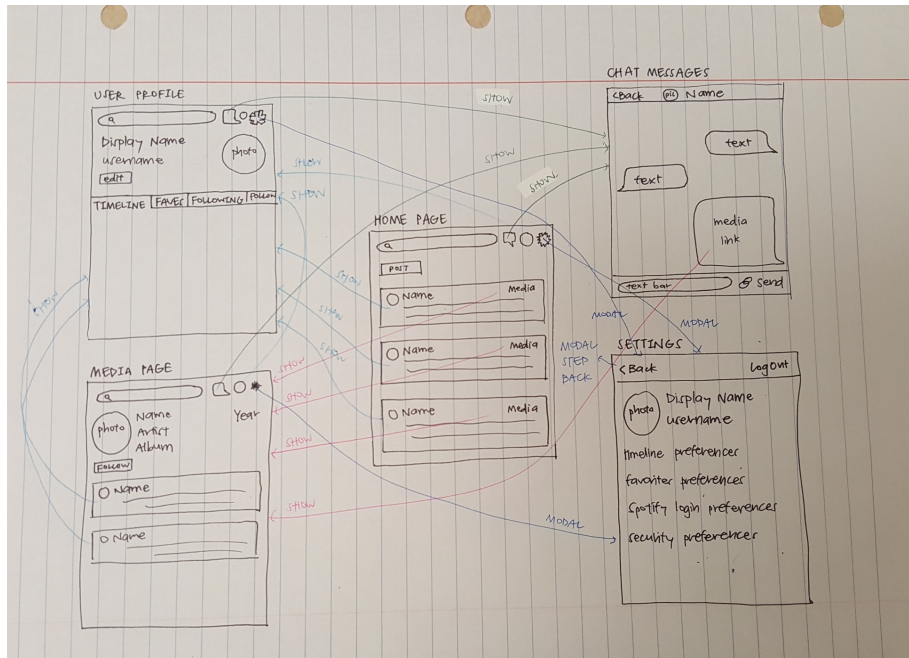 CHAT MESSAGES
<Back pic Name
text
text
media
link
text bar Send
USER PROFILE
Display Name
username
edit
photo
TIMELINE FAVES FOLLOWING FOLLOW
HOME PAGE
POST
Name Media
Name media
Name Media
MEDIA PAGE
photo
Name
Artist
Album
Year
FOLLOW
Name
Name
SETTINGS
<Back LogOut
photo
Display Name
username
timeline preferences
favorites preferences
Spotify login preferences
security preferences
SHOW
SHOW
SHOW
SHOW
SHOW
SHOW
SHOW
SHOW
SHOW
SHOW
SHOW
SHOW
SHOW
MODAL
MODAL
MODAL
STEP
BACK
MODAL